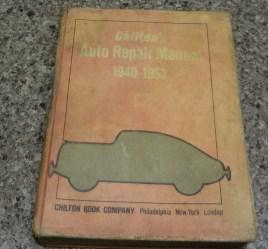 Chilton's
Auto Repair Manual
1940-1953
CHILTON BOOK COMPANY Philadelphia New York London